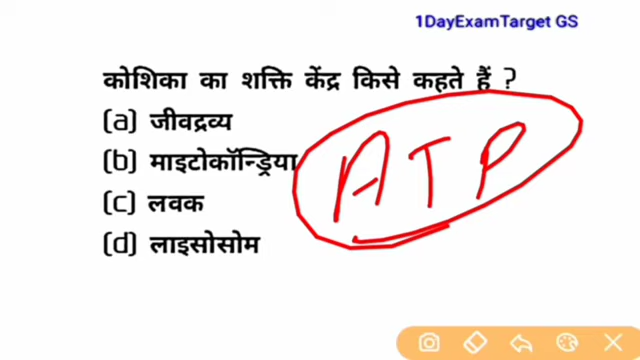 1DayExamTarget GS
कोशिका का शक्ति केंद्र किसे कहते हैं ?
(a) जीवद्रव्य
(b) माइटोकॉन्ड्रिया
ATP
(c) लवक
(d) लाइसोसोम